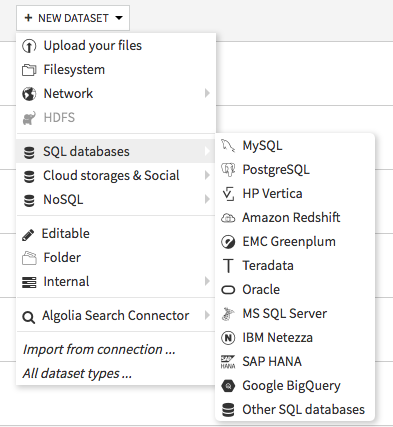 + NEW DATASET
Upload your files
Filesystem
Network
HDFS
SQL databases
Cloud storages & Social
NoSQL
Editable
Folder
Internal
Algolia Search Connector
Import from connection ...
All dataset types ...
MySQL
PostgreSQL
HP Vertica
Amazon Redshift
EMC Greenplum
Teradata
Oracle
MS SQL Server
IBM Netezza
SAP HANA
Google BigQuery
Other SQL databases